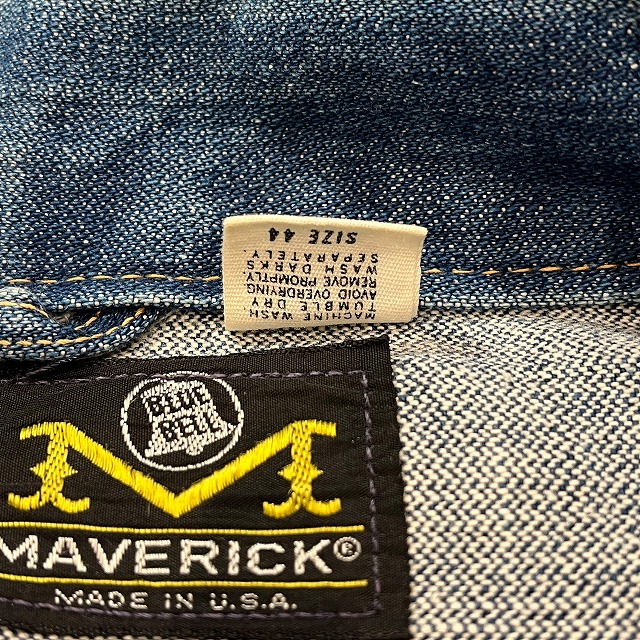 MACHINE WASH
TUMBLE DRY
AVOID OVERDRYING
REMOVE PROMPTLY
WASH DARKS
SEPARATELY.
SIZE 44
BLUE
BELL
M
MAVERICK®
MADE IN U.S.A.